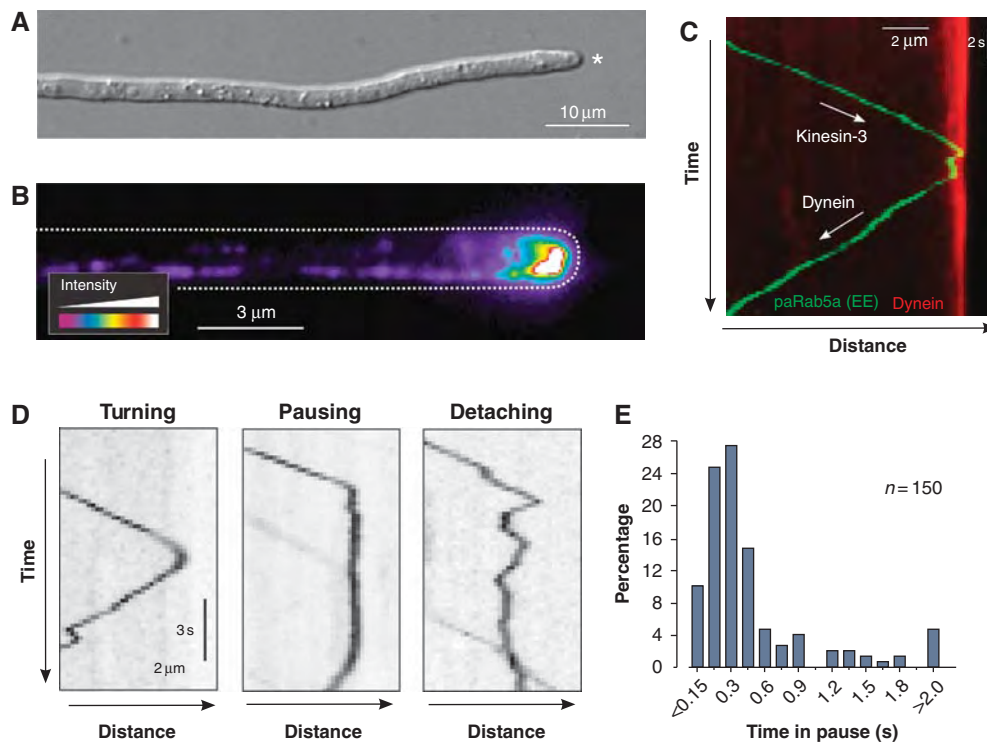 A
*
10 μm
B
Intensity
3 μm
C
2 μm
2 s
Time
Kinesin-3
Dynein
paRab5a (EE) Dynein
Distance
D
Turning
Pausing
Detaching
Time
3 s
2 μm
Distance
Distance
Distance
E
Percentage
28
24
20
16
12
8
4
0
n = 150
<0.15
0.3
0.6
0.9
1.2
1.5
1.8
>2.0
Time in pause (s)